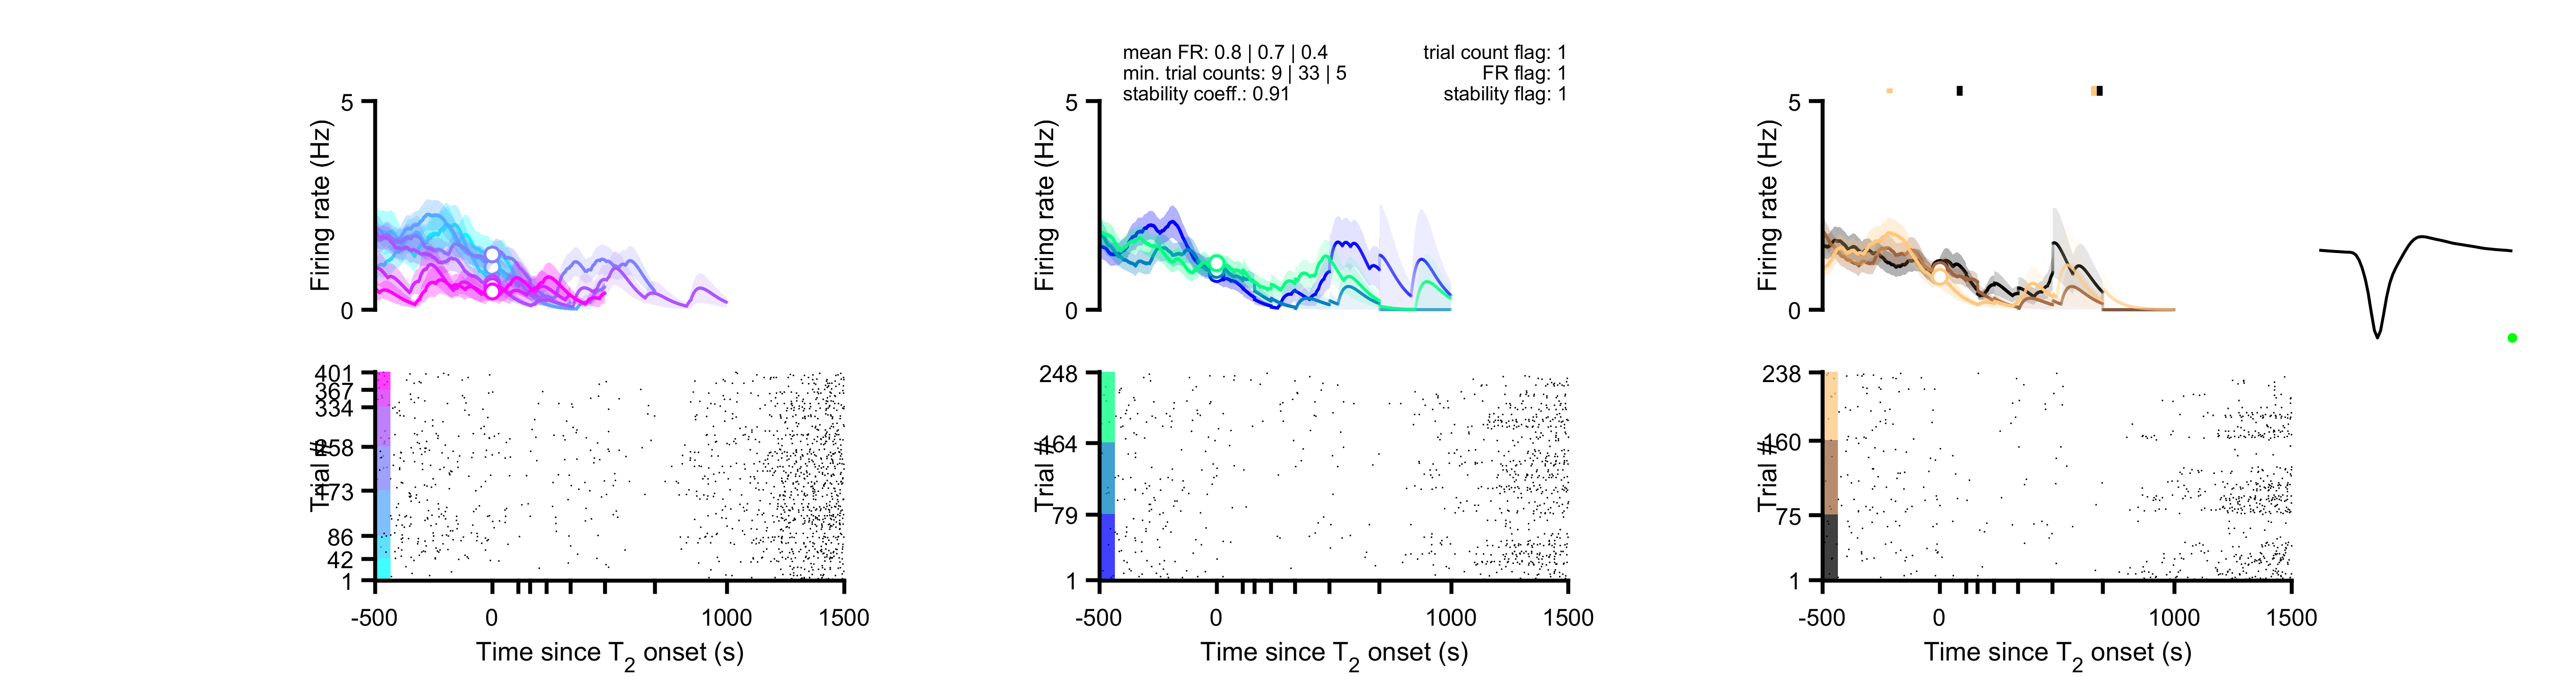 mean FR: 0.8 | 0.7 | 0.4
min. trial counts: 9 | 33 | 5
stability coeff.: 0.91
trial count flag: 1
FR flag: 1
stability flag: 1
5
0
Firing rate (Hz)
5
0
Firing rate (Hz)
5
0
Firing rate (Hz)
401
367
334
258
173
86
42
1
Trial #
-500
0
1000
1500
Time since T2 onset (s)
248
164
79
1
Trial #
-500
0
1000
1500
Time since T2 onset (s)
238
160
75
1
Trial #
-500
0
1000
1500
Time since T2 onset (s)